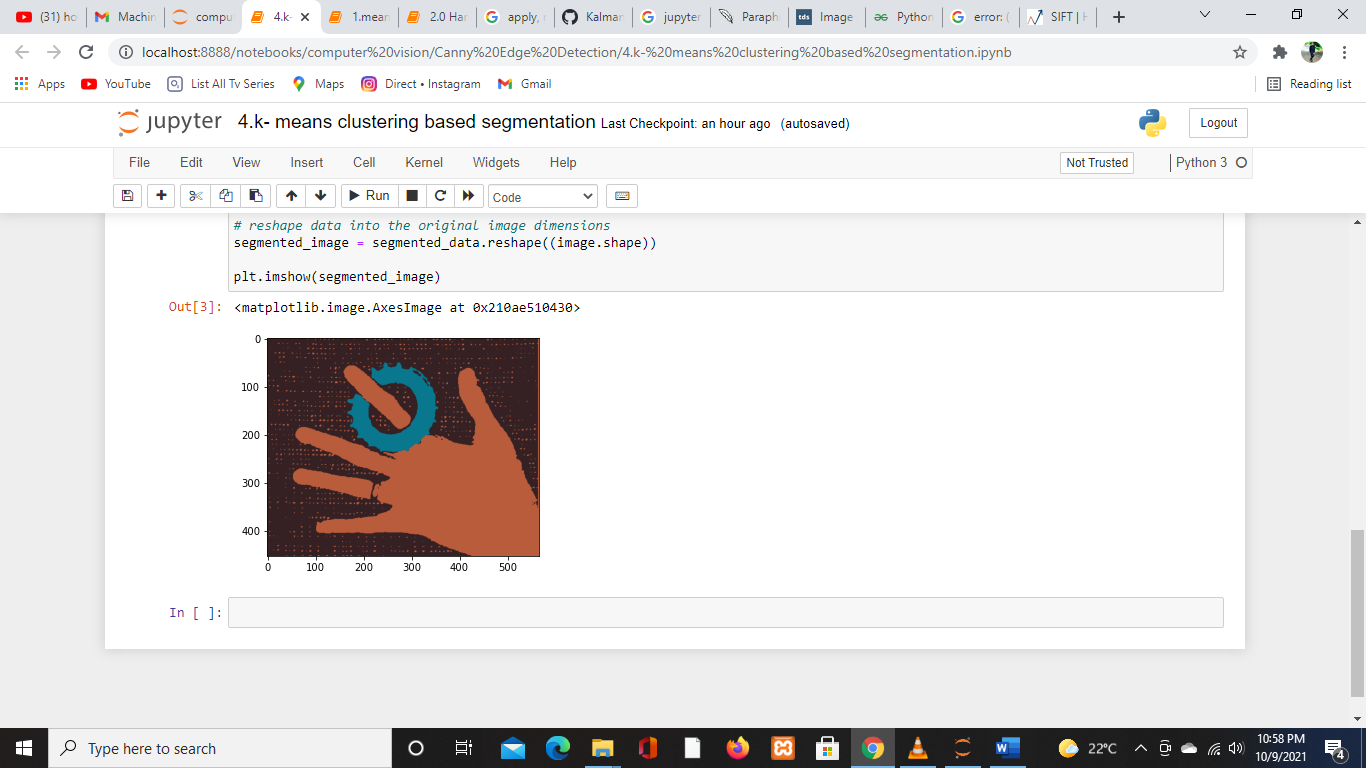 (31) ho
Machin
compu
4.k-
1.mean
2.0 Har
apply,
Kalman
jupyter
Paraph
tds
Image
Python
error: (
SIFT | H
localhost:8888/notebooks/computer%20vision/Canny%20Edge%20Detection/4.k-%20means%20clustering%20based%20segmentation.ipynb
Apps
YouTube
List All Tv Series
Maps
Direct • Instagram
Gmail
Reading list
jupyter 4.k- means clustering based segmentation Last Checkpoint: an hour ago (autosaved)
Logout
File Edit View Insert Cell Kernel Widgets Help
Not Trusted
Python 3
Run
Code
# reshape data into the original image dimensions
segmented_image = segmented_data.reshape((image.shape))
plt.imshow(segmented_image)
Out[3]: <matplotlib.image.AxesImage at 0x210ae510430>
0
100
200
300
400
0 100 200 300 400 500
In [ ]:
Type here to search
22°C
10:58 PM
10/9/2021
4